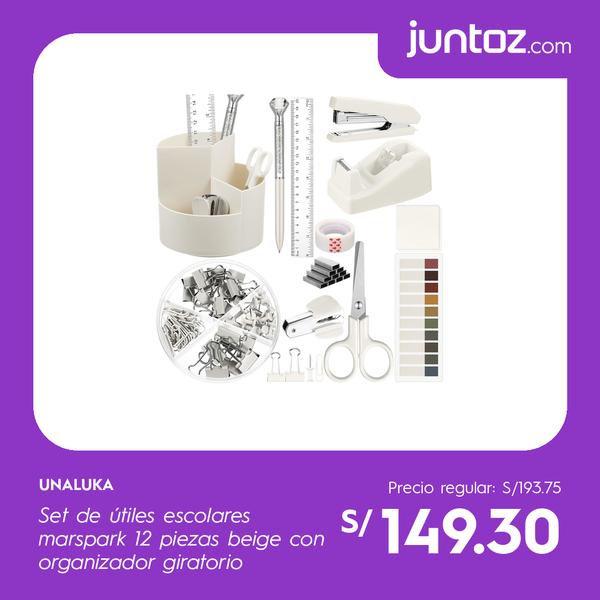 juntoz.com
UNALUKA
Set de útiles escolares
marspark 12 piezas beige con
organizador giratorio
Precio regular: S/193.75
S/149.30